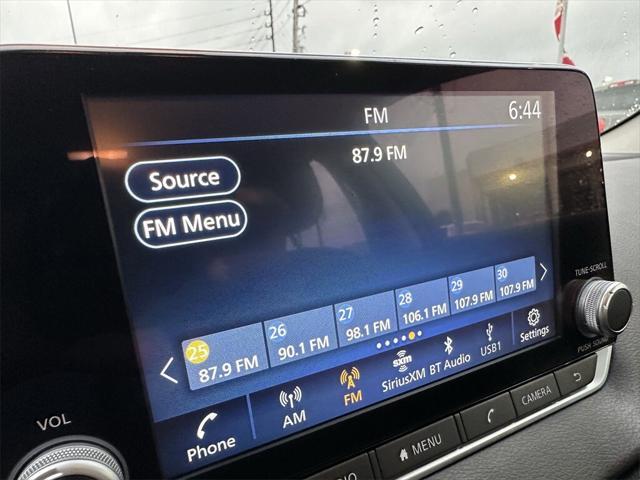 FM
6:44
87.9 FM
Source
FM Menu
25
87.9 FM
26
90.1 FM
27
98.1 FM
28
106.1 FM
29
107.9 FM
30
107.9 FM
Phone
AM
FM
sxm
SiriusXM
BT Audio
USB1
Settings
TUNE·SCROLL
PUSH SOUND
VOL
MENU
CAMERA